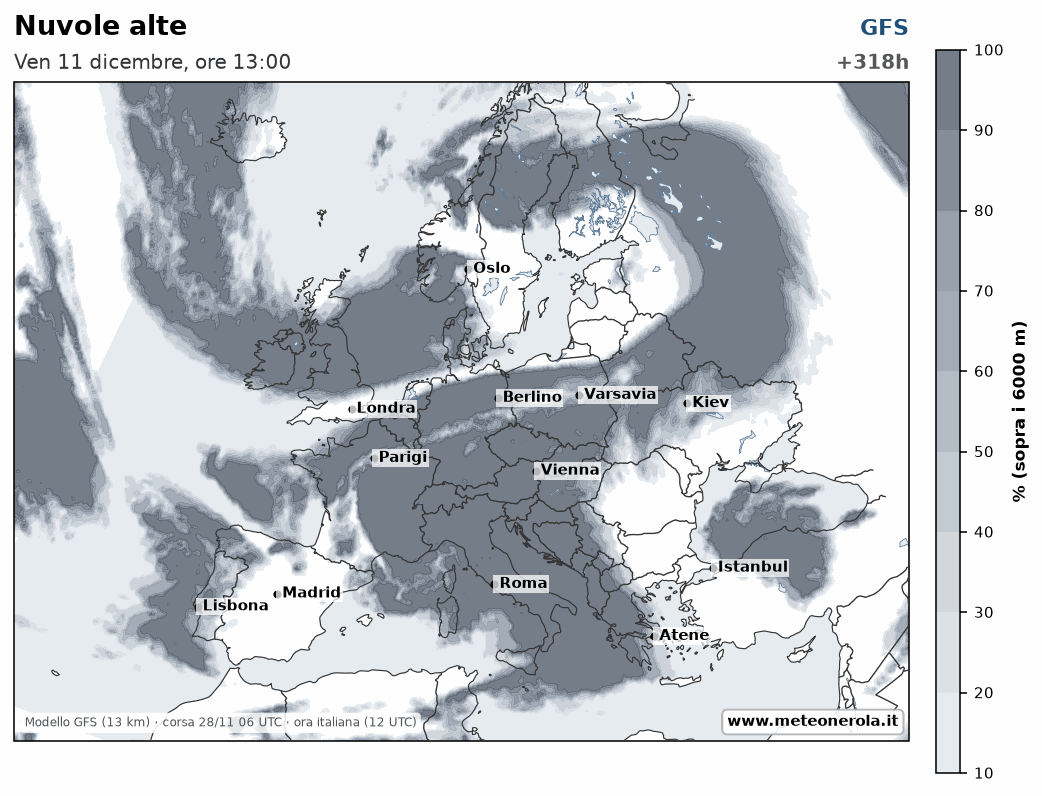 Nuvole alte
GFS
Ven 11 dicembre, ore 13:00
+318h
Oslo
Londra
Berlino
Varsavia
Kiev
Parigi
Vienna
Istanbul
Roma
Madrid
Lisbona
Atene
Modello GFS (13 km) · corsa 28/11 06 UTC · ora italiana (12 UTC)
www.meteonerola.it
100
90
80
70
60
50
40
30
20
10
% (sopra i 6000 m)